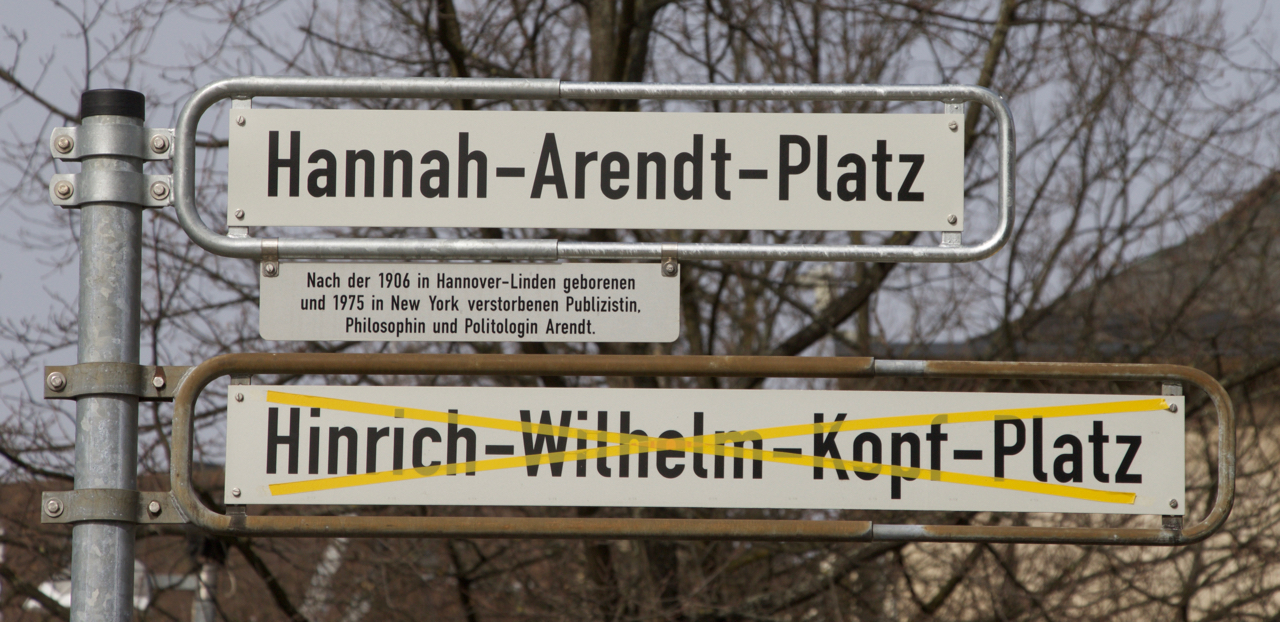 Hannah-Arendt-Platz
Nach der 1906 in Hannover-Linden geborenen
und 1975 in New York verstorbenen Publizistin,
Philosophin und Politologin Arendt.
Hinrich-Wilhelm-Kopf-Platz